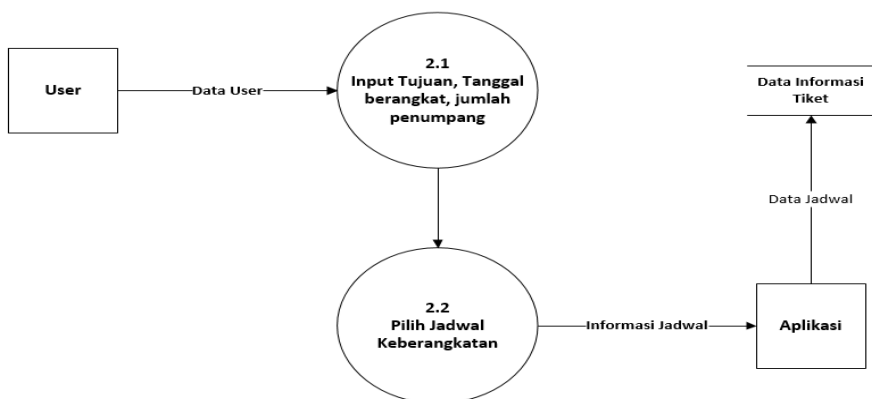 User
Data User
2.1
Input Tujuan, Tanggal
berangkat, jumlah
penumpang
Data Informasi
Tiket
Data Jadwal
2.2
Pilih Jadwal
Keberangkatan
Informasi Jadwal
Aplikasi